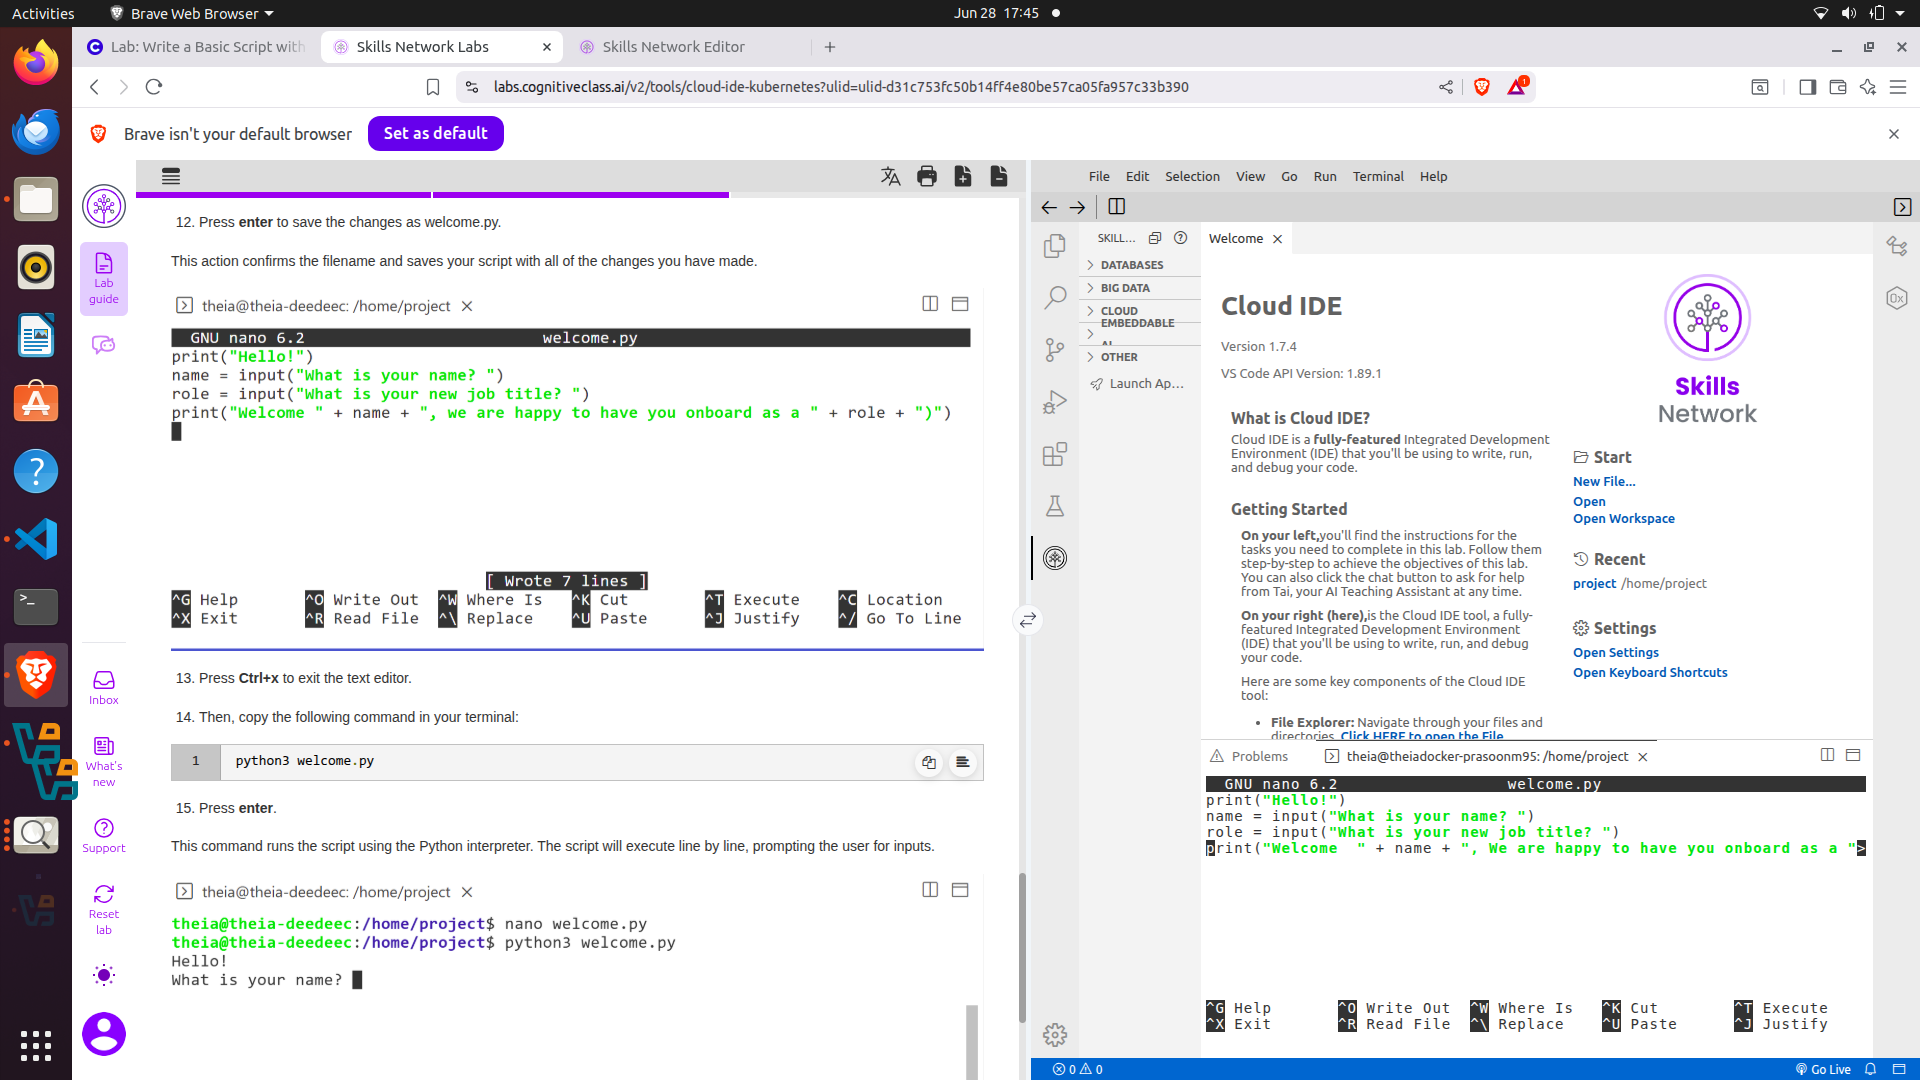 Activities
Brave Web Browser
Jun 28 17:45
Lab: Write a Basic Script with
Skills Network Labs
Skills Network Editor
labs.cognitiveclass.ai/v2/tools/cloud-ide-kubernetes?ulid=ulid-d31c753fc50b14ff4e80be57ca05fa957c33b390
1
Brave isn't your default browser
Set as default
Lab guide
Inbox
What's new
Support
Reset lab
12. Press enter to save the changes as welcome.py.
This action confirms the filename and saves your script with all of the changes you have made.
theia@theia-deedeec: /home/project
GNU nano 6.2 welcome.py
print("Hello!")
name = input("What is your name? ")
role = input("What is your new job title? ")
print("Welcome " + name + ", we are happy to have you onboard as a " + role + ")")
[ Wrote 7 lines ]
^G Help ^O Write Out ^W Where Is ^K Cut ^T Execute ^C Location
^X Exit ^R Read File ^\ Replace ^U Paste ^J Justify ^/ Go To Line
13. Press Ctrl+x to exit the text editor.
14. Then, copy the following command in your terminal:
1 python3 welcome.py
15. Press enter.
This command runs the script using the Python interpreter. The script will execute line by line, prompting the user for inputs.
theia@theia-deedeec: /home/project
theia@theia-deedeec:/home/project$ nano welcome.py
theia@theia-deedeec:/home/project$ python3 welcome.py
Hello!
What is your name?
File Edit Selection View Go Run Terminal Help
SKILL...
DATABASES
BIG DATA
CLOUD
EMBEDDABLE
AI
OTHER
Launch Ap...
Welcome
Cloud IDE
Version 1.7.4
VS Code API Version: 1.89.1
Skills
Network
What is Cloud IDE?
Cloud IDE is a fully-featured Integrated Development
Environment (IDE) that you'll be using to write, run,
and debug your code.
Getting Started
On your left,you'll find the instructions for the
tasks you need to complete in this lab. Follow them
step-by-step to achieve the objectives of this lab.
You can also click the chat button to ask for help
from Tai, your AI Teaching Assistant at any time.
On your right (here),is the Cloud IDE tool, a fully-
featured Integrated Development Environment
(IDE) that you'll be using to write, run, and debug
your code.
Here are some key components of the Cloud IDE
tool:
• File Explorer: Navigate through your files and
directories. Click HERE to open the File
Start
New File...
Open
Open Workspace
Recent
project /home/project
Settings
Open Settings
Open Keyboard Shortcuts
Problems
theia@theiadocker-prasoonm95: /home/project
GNU nano 6.2 welcome.py
print("Hello!")
name = input("What is your name? ")
role = input("What is your new job title? ")
print("Welcome  " + name + ", We are happy to have you onboard as a ">
^G Help ^O Write Out ^W Where Is ^K Cut ^T Execute
^X Exit ^R Read File ^\ Replace ^U Paste ^J Justify
0 0
Go Live